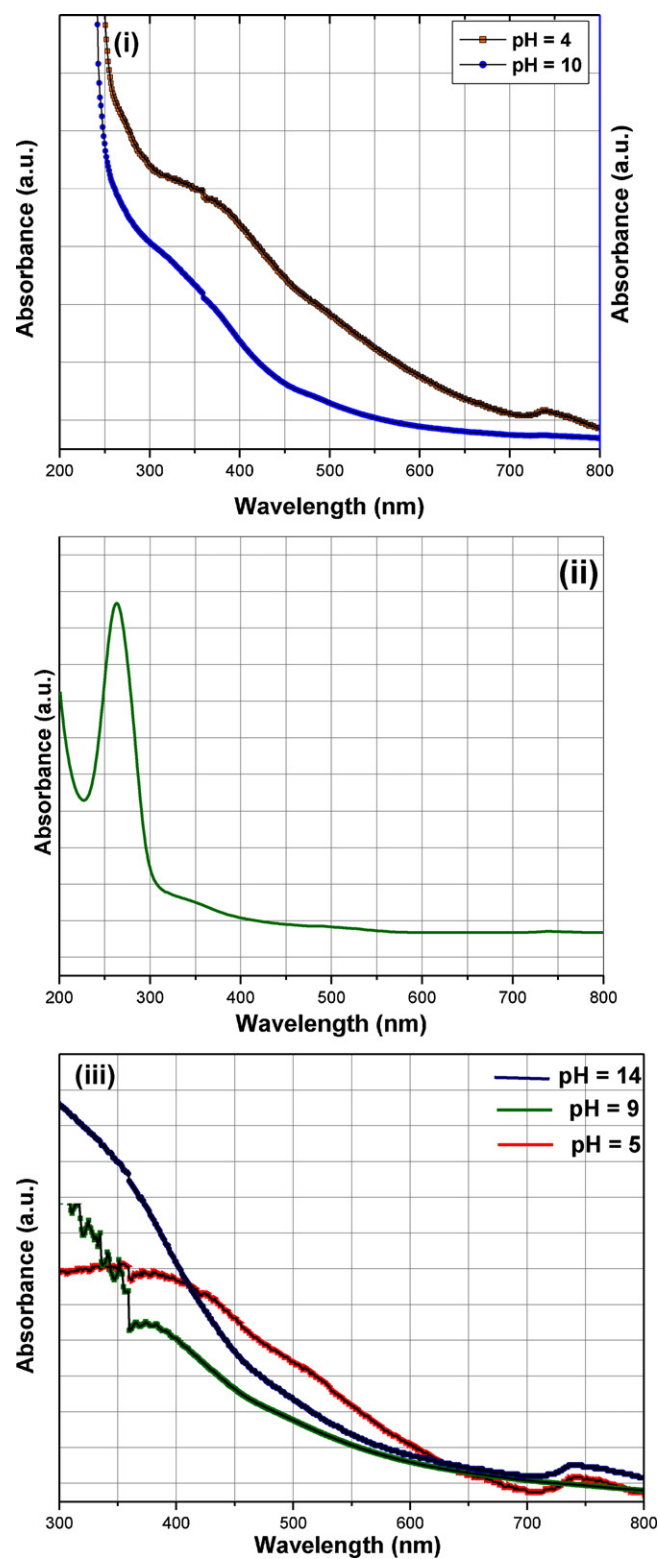 (i)
pH = 4
pH = 10
Absorbance (a.u.)
Absorbance (a.u.)
200 300 400 500 600 700 800
Wavelength (nm)
(ii)
Absorbance (a.u.)
200 300 400 500 600 700 800
Wavelength (nm)
(iii)
pH = 14
pH = 9
pH = 5
Absorbance (a.u.)
300 400 500 600 700 800
Wavelength (nm)